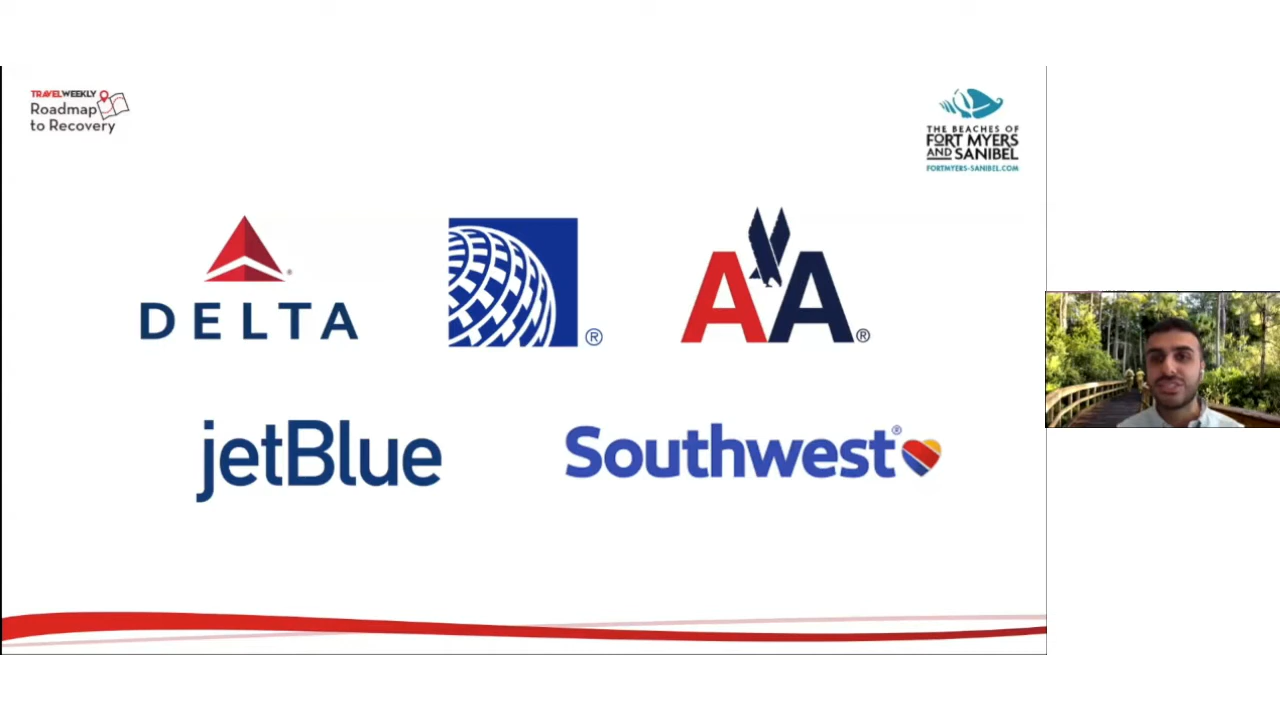 TRAVELWEEKLY
Roadmap
to Recovery
THE BEACHES OF
FORT MYERS
AND SANIBEL
FORTMYERS-SANIBEL.COM
DELTA®
®
AA®
jetBlue
Southwest®